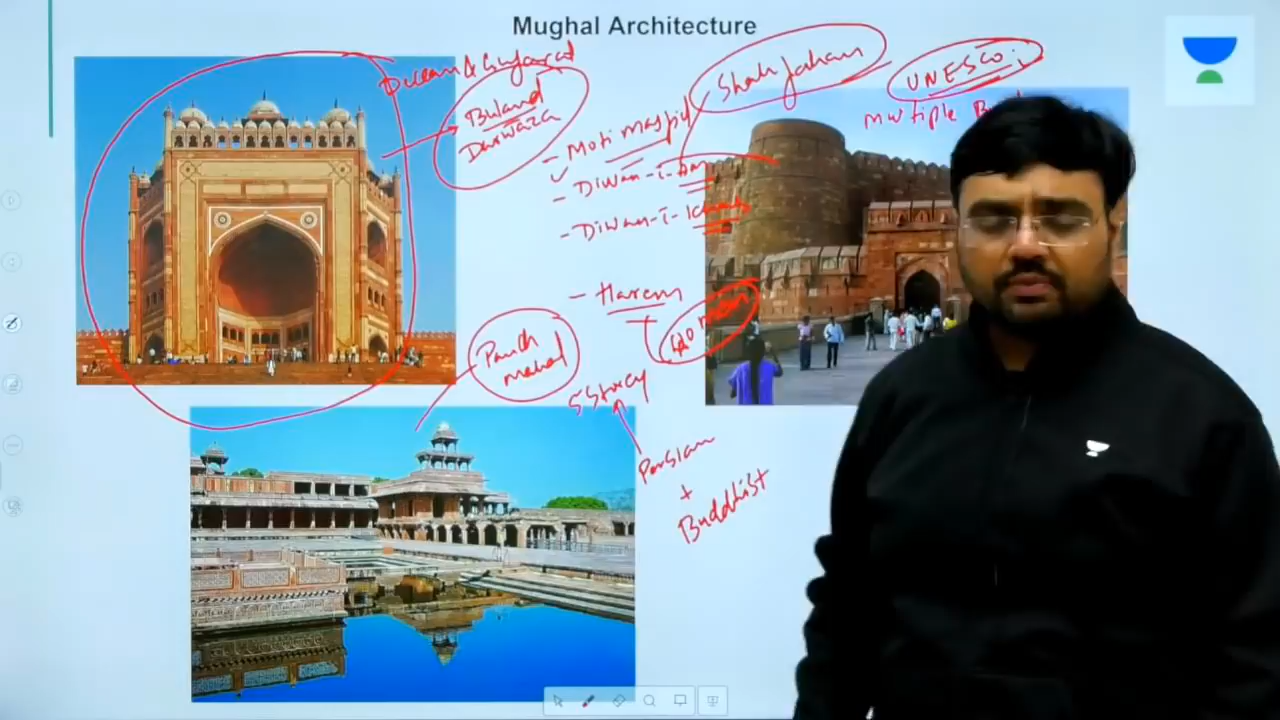 Mughal Architecture
Deccan & Gujarat
Buland
Darwaza
Shah Jahan
UNESCO
Multiple
- Moti masjid
- Diwan-i-Aam
- Diwan-i-Khas
- Harem
Panch
mahal
5 Storey
Persian
+
Buddhist